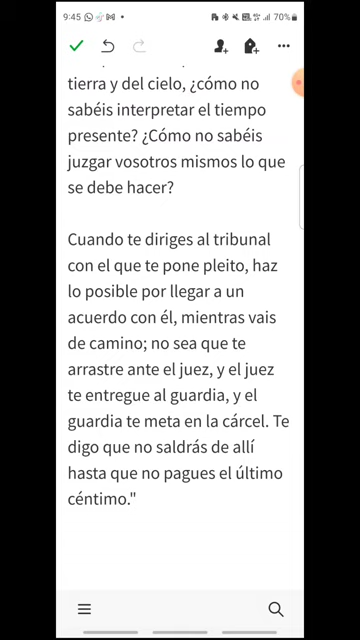 9:45
70%
tierra y del cielo, ¿cómo no
sabéis interpretar el tiempo
presente? ¿Cómo no sabéis
juzgar vosotros mismos lo que
se debe hacer?
Cuando te diriges al tribunal
con el que te pone pleito, haz
lo posible por llegar a un
acuerdo con él, mientras vais
de camino; no sea que te
arrastre ante el juez, y el juez
te entregue al guardia, y el
guardia te meta en la cárcel. Te
digo que no saldrás de allí
hasta que no pagues el último
céntimo."